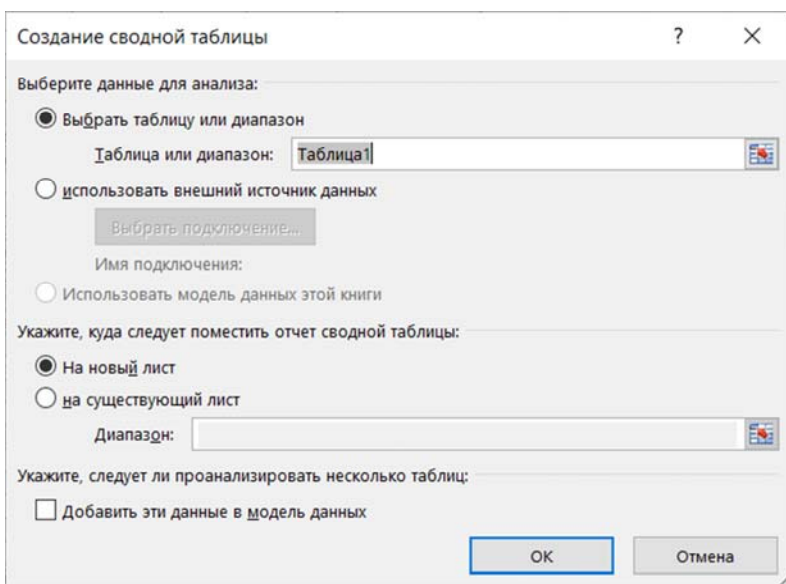 Создание сводной таблицы ?
Выберите данные для анализа:
Выбрать таблицу или диапазон
Таблица или диапазон: Таблица1
использовать внешний источник данных
Выбрать подключение...
Имя подключения:
Использовать модель данных этой книги
Укажите, куда следует поместить отчет сводной таблицы:
На новый лист
на существующий лист
Диапазон:
Укажите, следует ли проанализировать несколько таблиц:
Добавить эти данные в модель данных
ОК Отмена